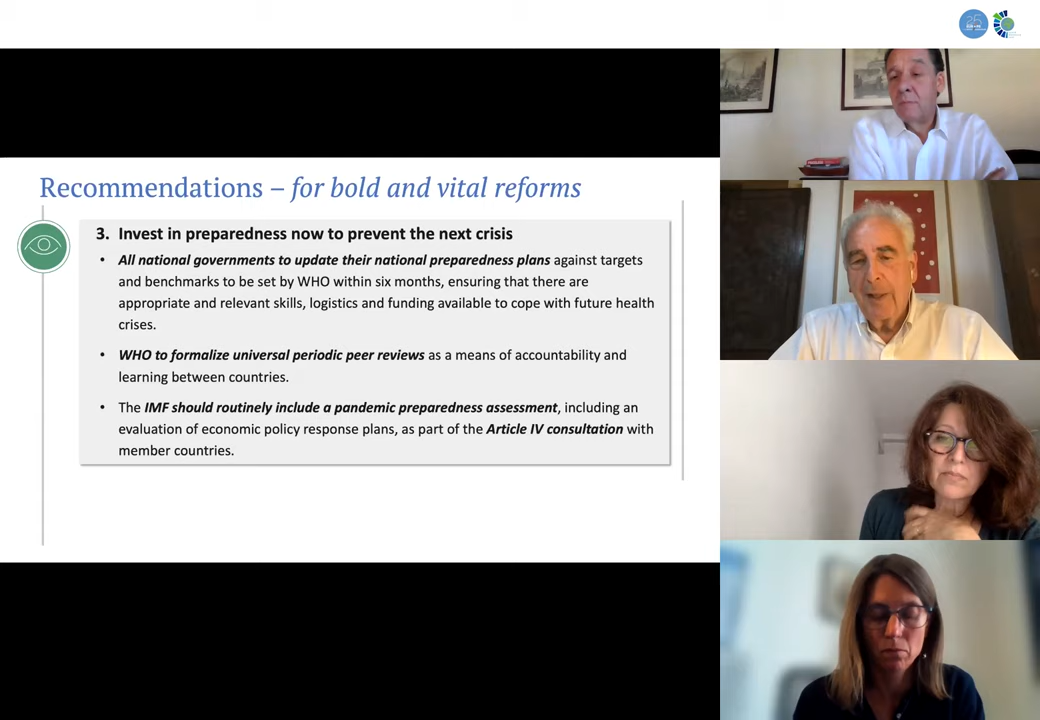 Recommendations – for bold and vital reforms
3. Invest in preparedness now to prevent the next crisis
• All national governments to update their national preparedness plans against targets
and benchmarks to be set by WHO within six months, ensuring that there are
appropriate and relevant skills, logistics and funding available to cope with future health
crises.
• WHO to formalize universal periodic peer reviews as a means of accountability and
learning between countries.
• The IMF should routinely include a pandemic preparedness assessment, including an
evaluation of economic policy response plans, as part of the Article IV consultation with
member countries.